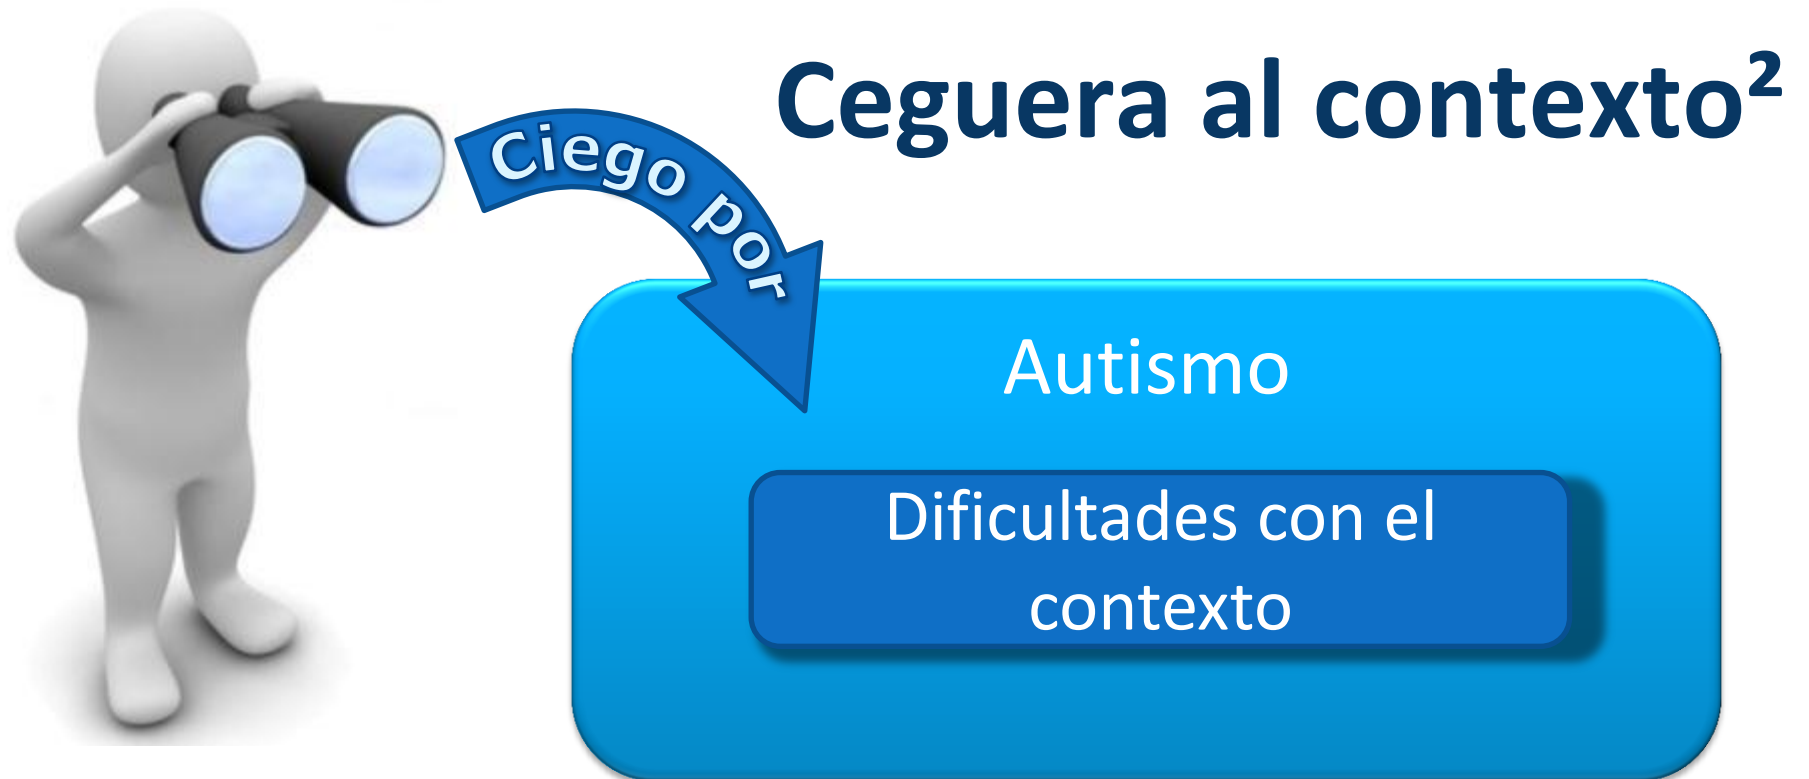 Ceguera al contexto²
Ciego por
Autismo
Dificultades con el
contexto